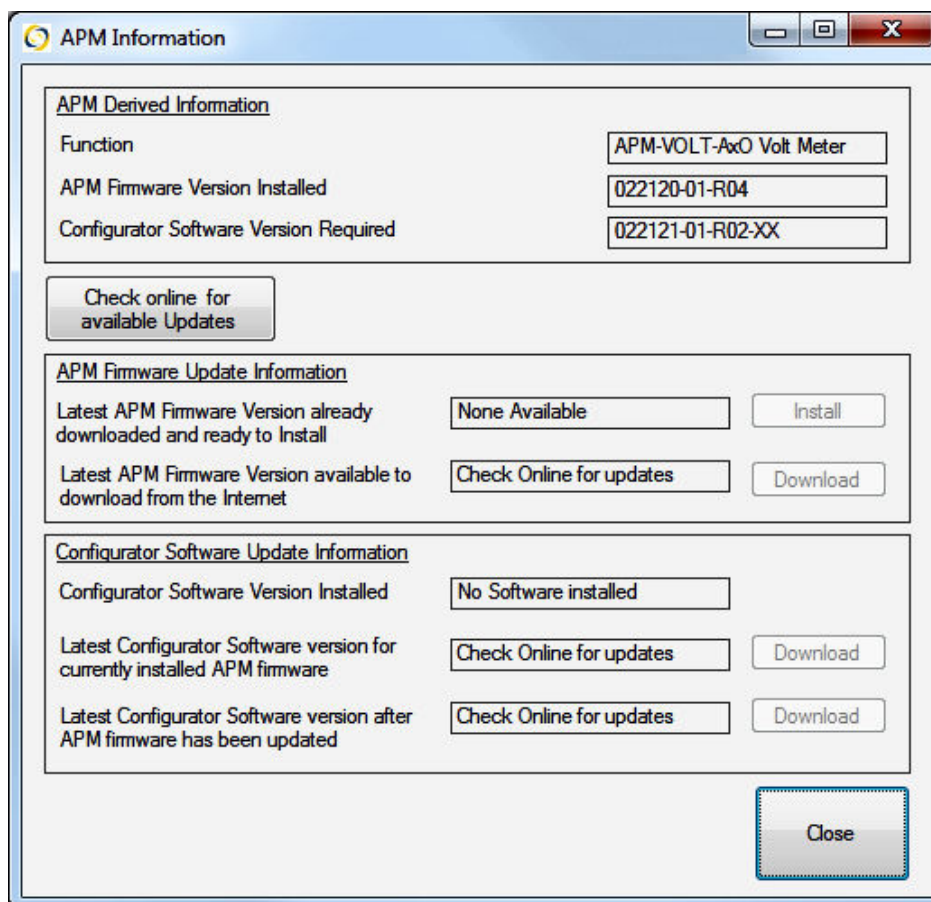 APM Information
APM Derived Information
Function
APM-VOLT-AxO Volt Meter
APM Firmware Version Installed
022120-01-R04
Configurator Software Version Required
022121-01-R02-XX
Check online for
available Updates
APM Firmware Update Information
Latest APM Firmware Version already
downloaded and ready to Install
None Available
Install
Latest APM Firmware Version available to
download from the Internet
Check Online for updates
Download
Configurator Software Update Information
Configurator Software Version Installed
No Software installed
Latest Configurator Software version for
currently installed APM firmware
Check Online for updates
Download
Latest Configurator Software version after
APM firmware has been updated
Check Online for updates
Download
Close